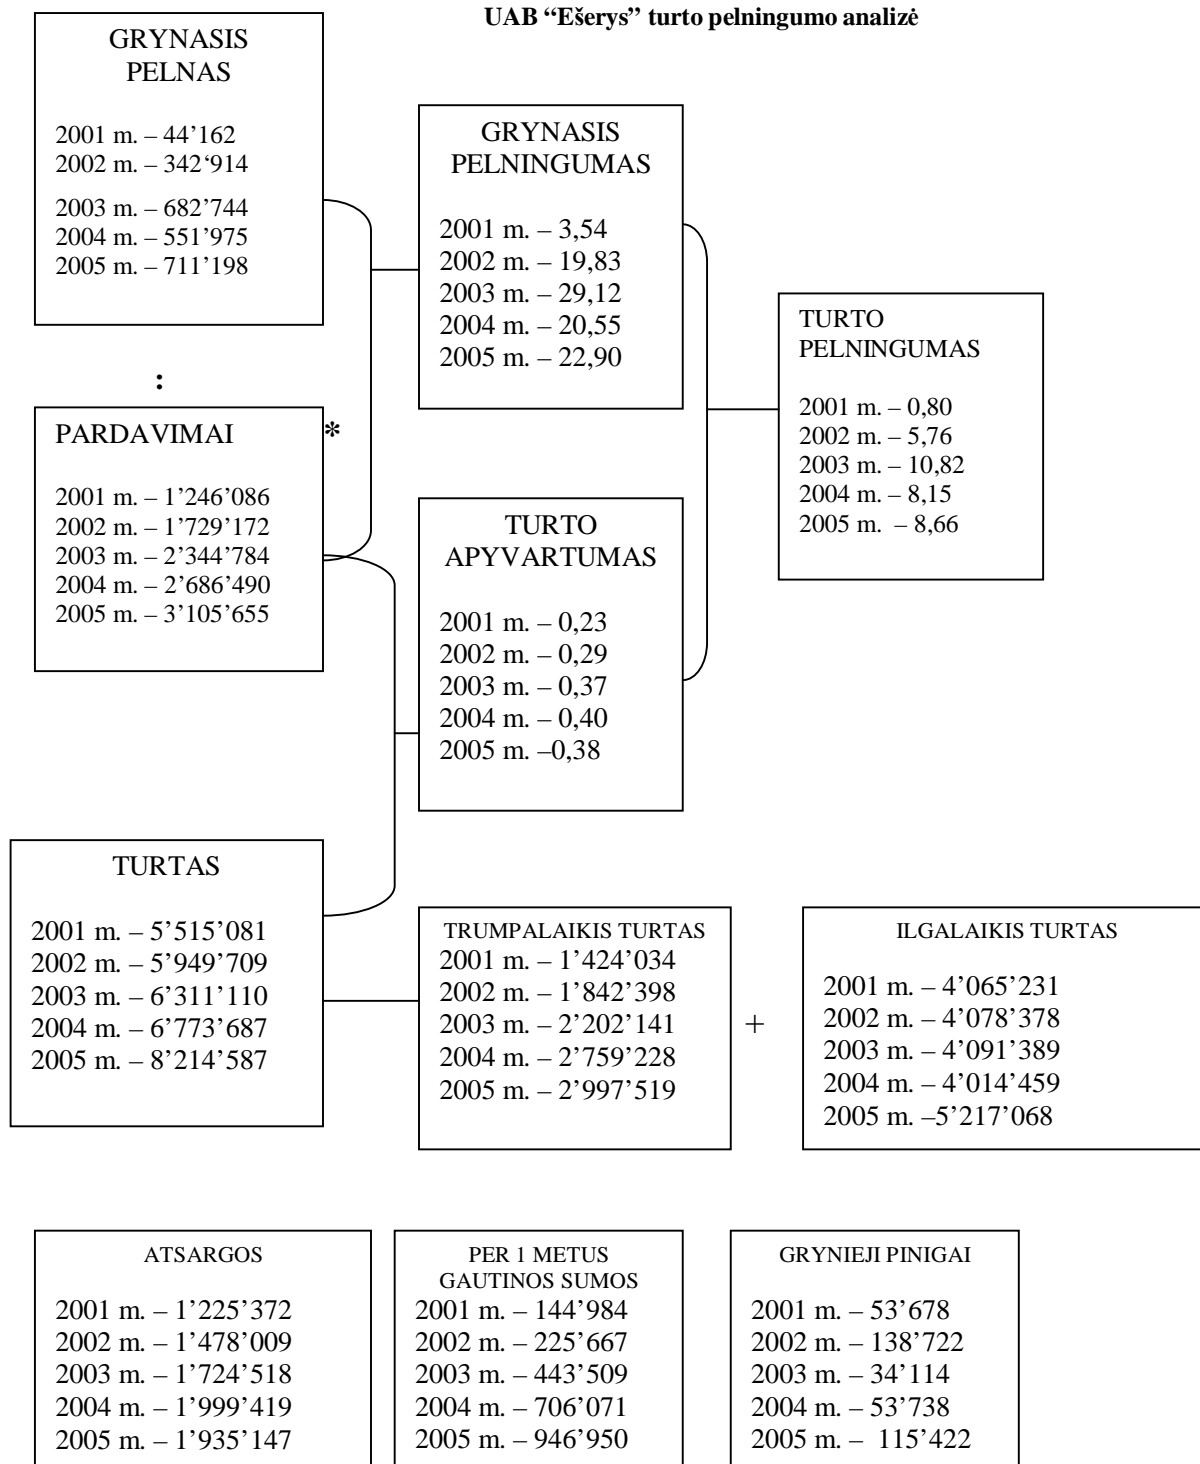 UAB “Ešerys” turto pelningumo analizė
GRYNASIS
PELNAS
2001 m. – 44’162
2002 m. – 342‘914
2003 m. – 682’744
2004 m. – 551’975
2005 m. – 711’198
:
PARDAVIMAI
*
2001 m. – 1’246’086
2002 m. – 1’729’172
2003 m. – 2’344’784
2004 m. – 2’686’490
2005 m. – 3’105’655
GRYNASIS
PELNINGUMAS
2001 m. – 3,54
2002 m. – 19,83
2003 m. – 29,12
2004 m. – 20,55
2005 m. – 22,90
TURTO
APYVARTUMAS
2001 m. – 0,23
2002 m. – 0,29
2003 m. – 0,37
2004 m. – 0,40
2005 m. –0,38
TURTO
PELNINGUMAS
2001 m. – 0,80
2002 m. – 5,76
2003 m. – 10,82
2004 m. – 8,15
2005 m. – 8,66
TURTAS
2001 m. – 5’515’081
2002 m. – 5’949’709
2003 m. – 6’311’110
2004 m. – 6’773’687
2005 m. – 8’214’587
TRUMPALAIKIS TURTAS
2001 m. – 1’424’034
2002 m. – 1’842’398
2003 m. – 2’202’141
2004 m. – 2’759’228
2005 m. – 2’997’519
+
ILGALAIKIS TURTAS
2001 m. – 4’065’231
2002 m. – 4’078’378
2003 m. – 4’091’389
2004 m. – 4’014’459
2005 m. –5’217’068
ATSARGOS
2001 m. – 1’225’372
2002 m. – 1’478’009
2003 m. – 1’724’518
2004 m. – 1’999’419
2005 m. – 1’935’147
PER 1 METUS
GAUTINOS SUMOS
2001 m. – 144’984
2002 m. – 225’667
2003 m. – 443’509
2004 m. – 706’071
2005 m. – 946’950
GRYNIEJI PINIGAI
2001 m. – 53’678
2002 m. – 138’722
2003 m. – 34’114
2004 m. – 53’738
2005 m. – 115’422